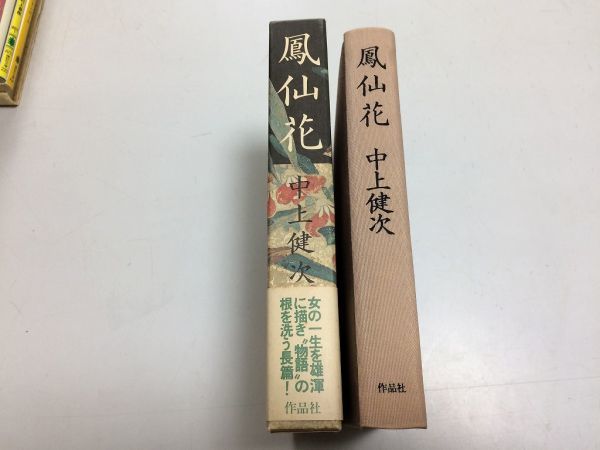 鳳仙花
中上健次
女の一生を雄渾
に描き〝物語〟の
根を洗う長篇!
作品社
鳳仙花 中上健次
作品社